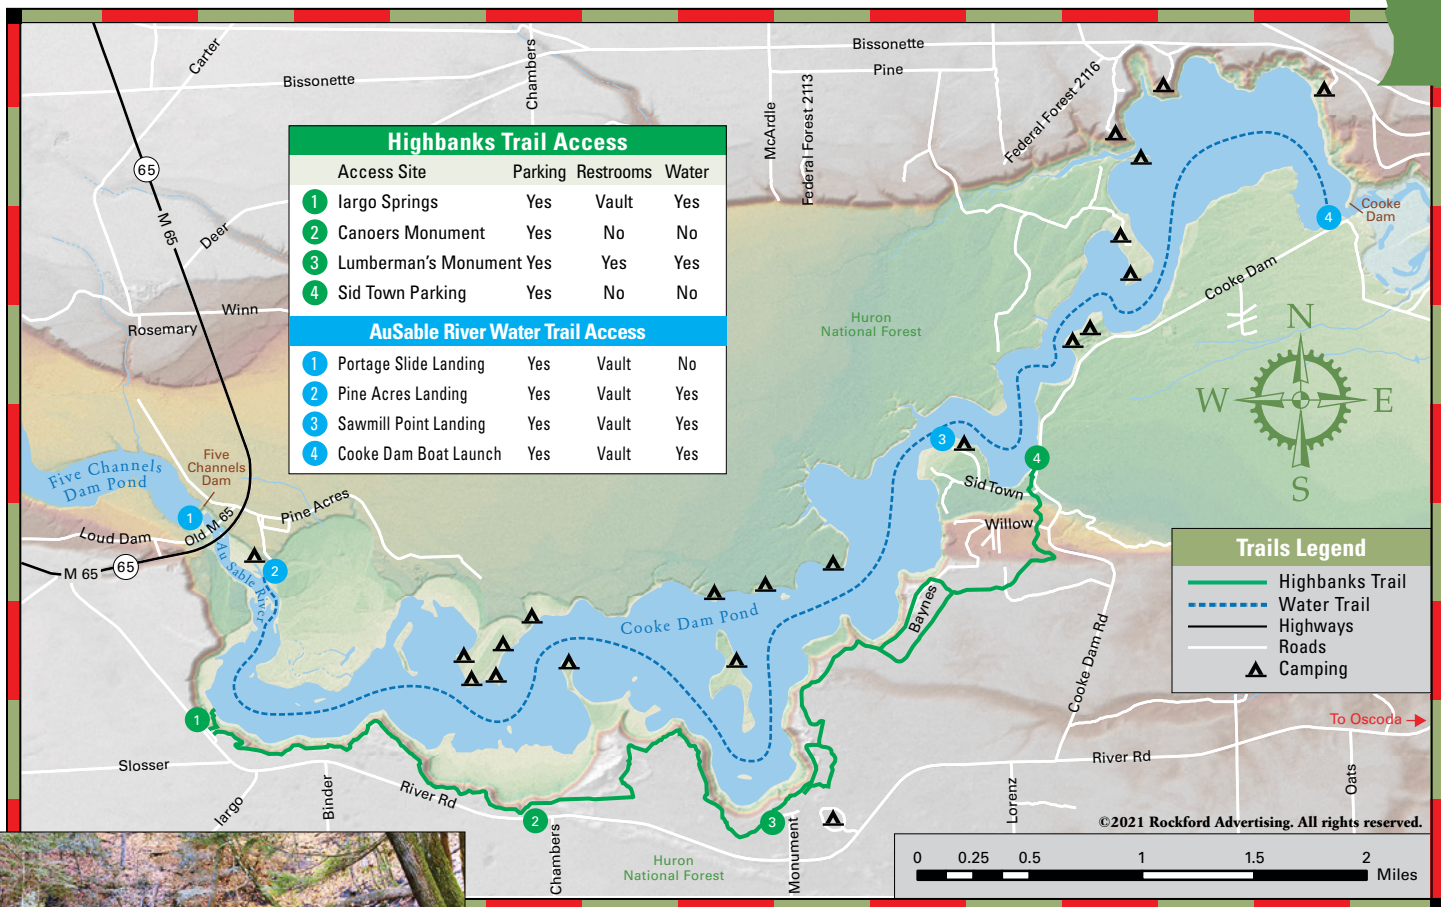 Carter
Bissonette
Chambers
Bissonette
Pine
McArdle
Federal Forest 2113
Federal Forest 2116
65
M 65
Deer
Winn
Rosemary
Highbanks Trail Access
Access Site Parking Restrooms Water
1 Iargo Springs Yes Vault Yes
2 Canoers Monument Yes No No
3 Lumberman's Monument Yes Yes Yes
4 Sid Town Parking Yes No No
AuSable River Water Trail Access
1 Portage Slide Landing Yes Vault No
2 Pine Acres Landing Yes Vault Yes
3 Sawmill Point Landing Yes Vault Yes
4 Cooke Dam Boat Launch Yes Vault Yes
4
Cooke
Dam
Cooke Dam
Huron
National Forest
N
W E
S
Five Channels
Dam Pond
Five
Channels
Dam
1
Old M 65
Pine Acres
Loud Dam
M 65
65
Au Sable River
2
3
4
Sid Town
Willow
Baynes
Cooke Dam Rd
Cooke Dam Pond
Trails Legend
Highbanks Trail
Water Trail
Highways
Roads
Camping
To Oscoda
1
Slosser
Iargo
Binder
River Rd
2
Chambers
3
Monument
River Rd
Lorenz
Oats
Huron
National Forest
©2021 Rockford Advertising. All rights reserved.
0 0.25 0.5 1 1.5 2
Miles